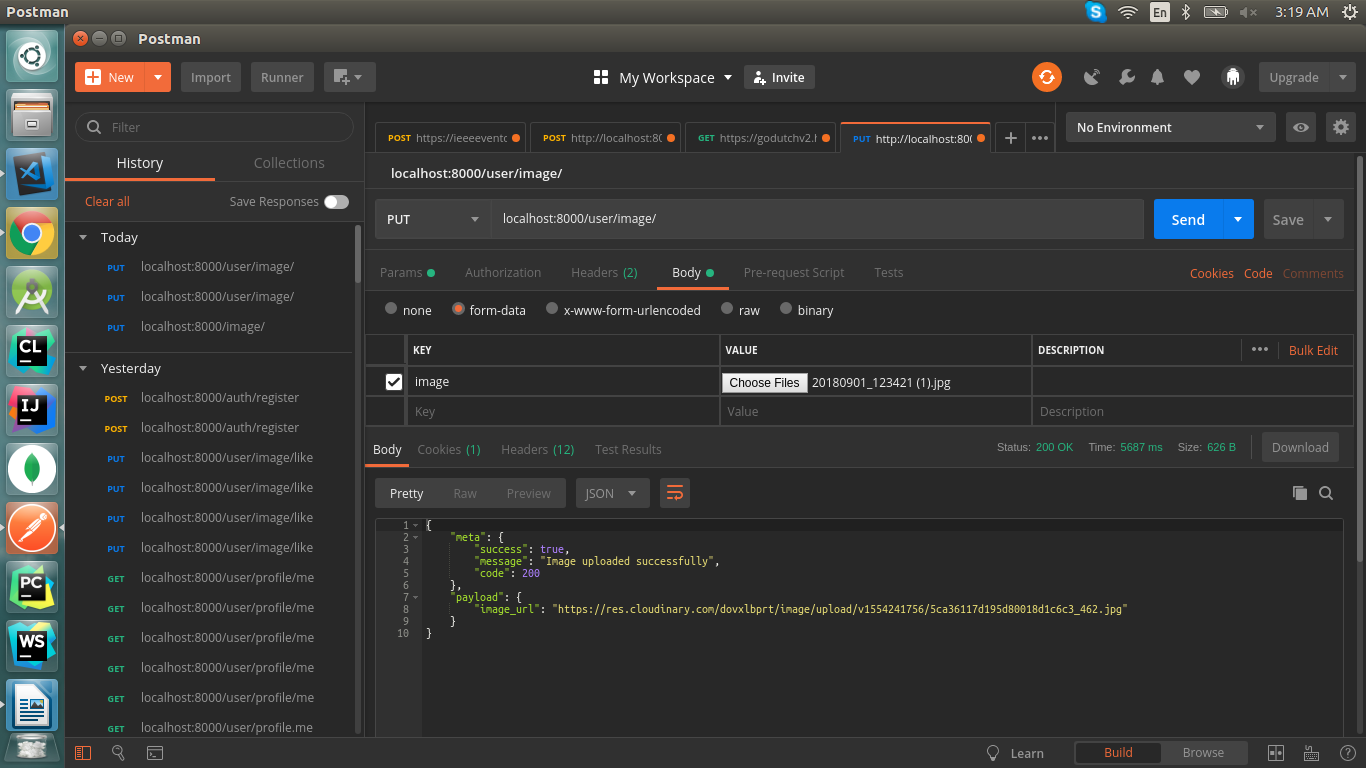 Postman
En
3:19 AM
Postman
New
Import
Runner
My Workspace
Invite
Upgrade
Filter
History
Collections
Clear all
Save Responses
Today
PUT localhost:8000/user/image/
PUT localhost:8000/user/image/
PUT localhost:8000/image/
Yesterday
POST localhost:8000/auth/register
POST localhost:8000/auth/register
PUT localhost:8000/user/image/like
PUT localhost:8000/user/image/like
PUT localhost:8000/user/image/like
PUT localhost:8000/user/image/like
GET localhost:8000/user/profile/me
GET localhost:8000/user/profile/me
GET localhost:8000/user/profile/me
GET localhost:8000/user/profile/me
GET localhost:8000/user/profile/me
GET localhost:8000/user/profile.me
POST https://ieeeevento
POST http://localhost:80
GET https://godutchv2.h
PUT http://localhost:800
No Environment
localhost:8000/user/image/
PUT localhost:8000/user/image/
Send
Save
Params
Authorization
Headers (2)
Body
Pre-request Script
Tests
Cookies
Code
Comments
none
form-data
x-www-form-urlencoded
raw
binary
KEY VALUE DESCRIPTION
Bulk Edit
image Choose Files 20180901_123421 (1).jpg
Key Value Description
Body
Cookies (1)
Headers (12)
Test Results
Status: 200 OK Time: 5687 ms Size: 626 B
Download
Pretty
Raw
Preview
JSON
1 {
2 "meta": {
3 "success": true,
4 "message": "Image uploaded successfully",
5 "code": 200
6 },
7 "payload": {
8 "image_url": "https://res.cloudinary.com/dovxlbprt/image/upload/v1554241756/5ca36117d195d80018d1c6c3_462.jpg"
9 }
10 }
Learn
Build
Browse
CL
IJ
PC
WS